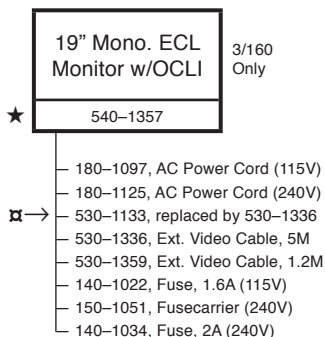 19” Mono. ECL
Monitor w/OCLI
3/160
Only
★ 540–1357
180–1097, AC Power Cord (115V)
180–1125, AC Power Cord (240V)
¤→ 530–1133, replaced by 530–1336
530–1336, Ext. Video Cable, 5M
530–1359, Ext. Video Cable, 1.2M
140–1022, Fuse, 1.6A (115V)
150–1051, Fusecarrier (240V)
140–1034, Fuse, 2A (240V)